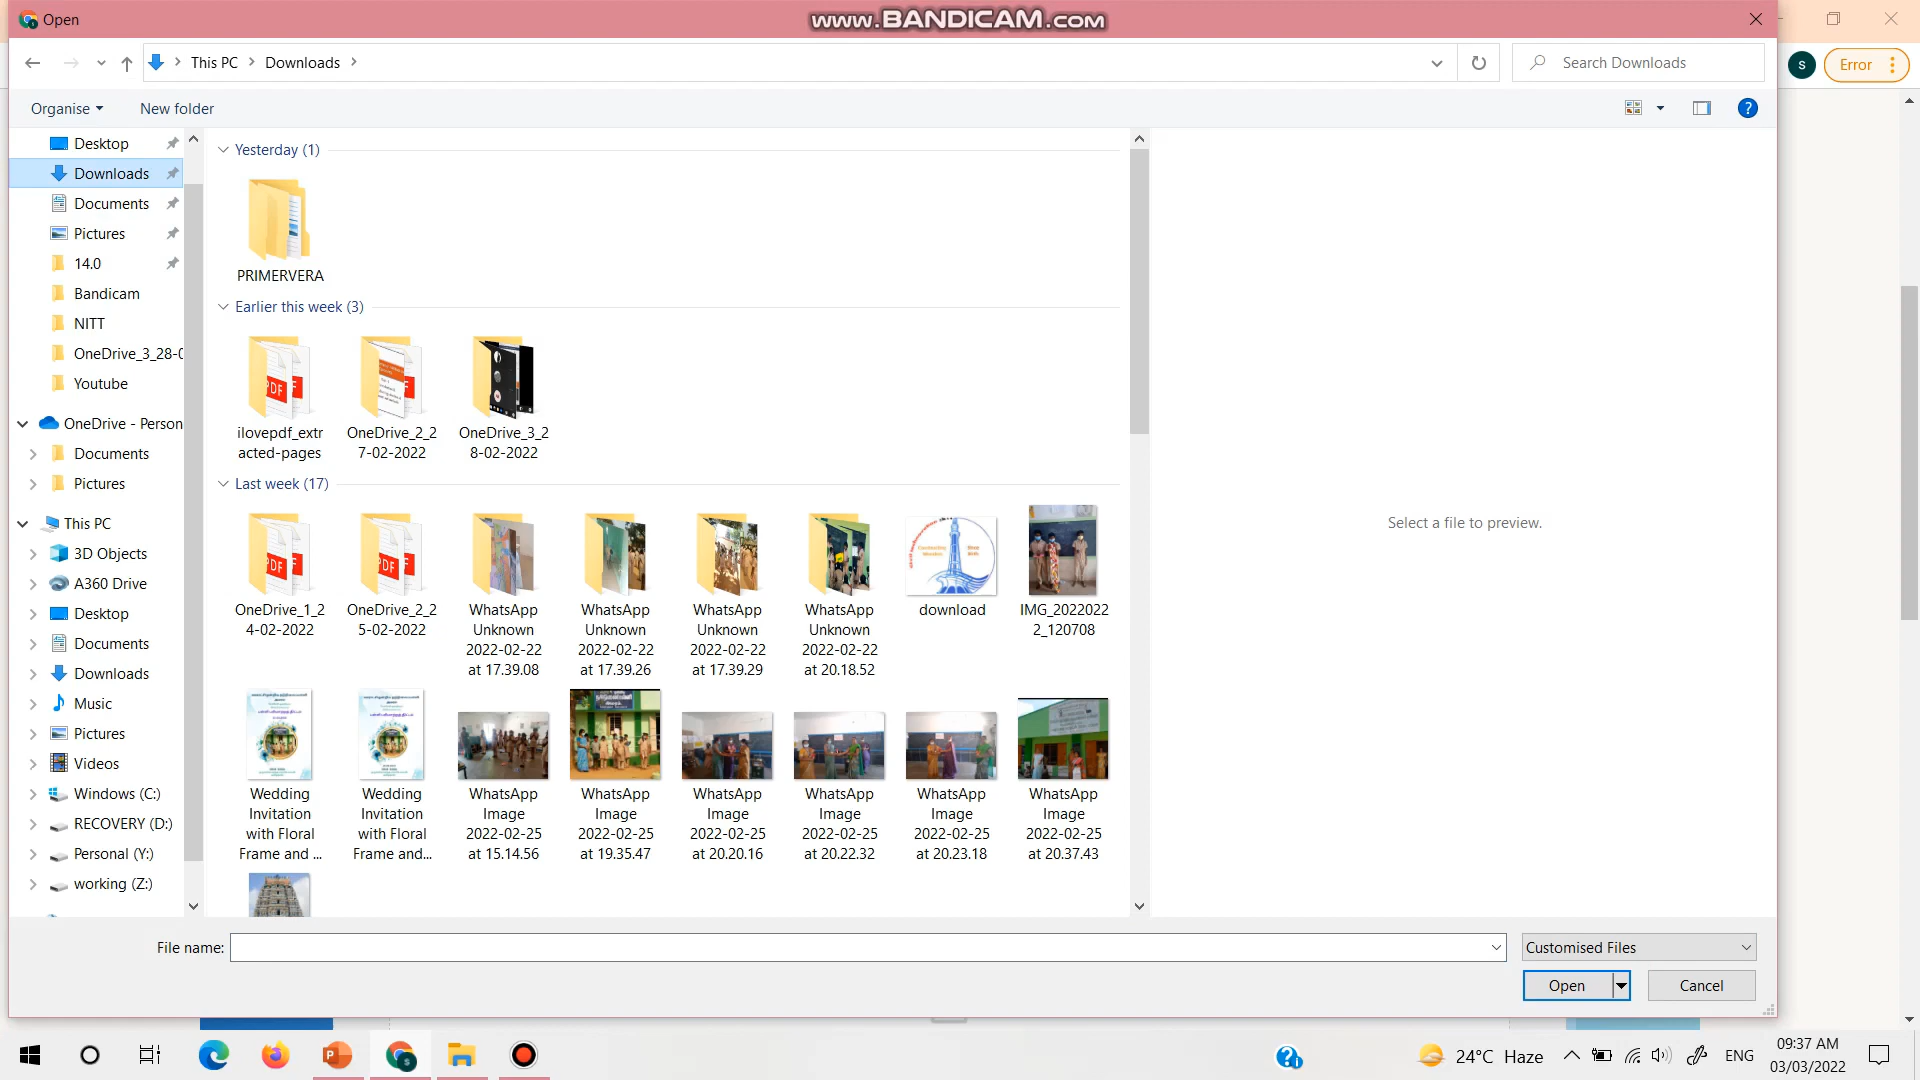 Open
www.BANDICAM.com
This PC
Downloads
Search Downloads
S
Error
Organise
New folder
Desktop
Downloads
Documents
Pictures
14.0
Bandicam
NITT
OneDrive_3_28-0
Youtube
OneDrive - Person
Documents
Pictures
This PC
3D Objects
A360 Drive
Desktop
Documents
Downloads
Music
Pictures
Videos
Windows (C:)
RECOVERY (D:)
Personal (Y:)
working (Z:)
Yesterday (1)
PRIMERVERA
Earlier this week (3)
ilovepdf_extr
acted-pages
OneDrive_2_2
7-02-2022
OneDrive_3_2
8-02-2022
Last week (17)
OneDrive_1_2
4-02-2022
OneDrive_2_2
5-02-2022
WhatsApp
Unknown
2022-02-22
at 17.39.08
WhatsApp
Unknown
2022-02-22
at 17.39.26
WhatsApp
Unknown
2022-02-22
at 17.39.29
WhatsApp
Unknown
2022-02-22
at 20.18.52
download
IMG_2022022
2_120708
Wedding
Invitation
with Floral
Frame and ...
Wedding
Invitation
with Floral
Frame and...
WhatsApp
Image
2022-02-25
at 15.14.56
WhatsApp
Image
2022-02-25
at 19.35.47
WhatsApp
Image
2022-02-25
at 20.20.16
WhatsApp
Image
2022-02-25
at 20.22.32
WhatsApp
Image
2022-02-25
at 20.23.18
WhatsApp
Image
2022-02-25
at 20.37.43
Select a file to preview.
File name:
Customised Files
Open
Cancel
24°C Haze
ENG
09:37 AM
03/03/2022